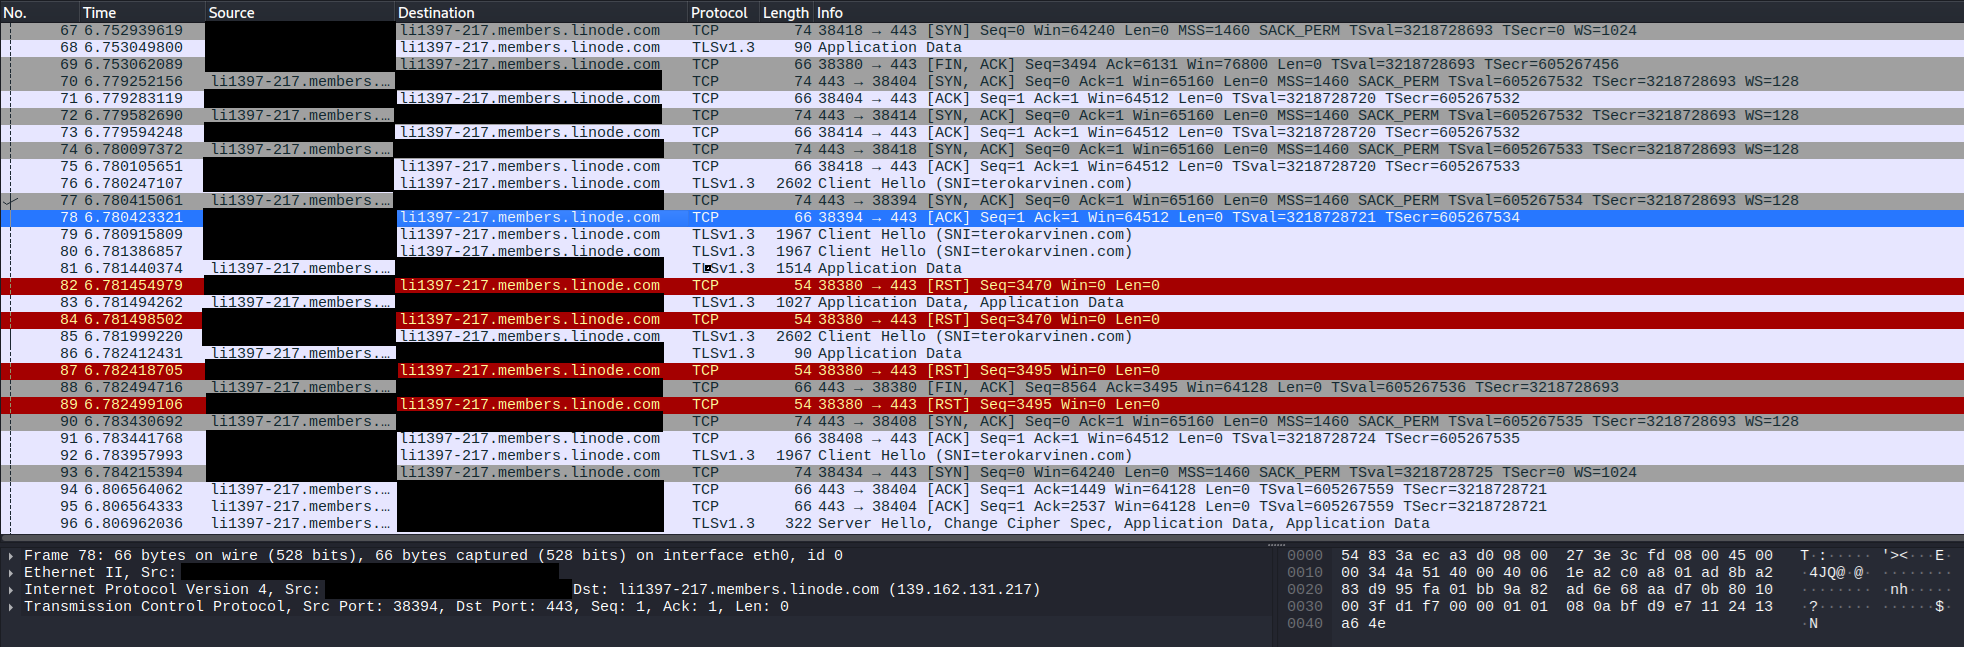 No. Time Source Destination Protocol Length Info
67 6.752939619 li1397-217.members.linode.com TCP 74 38418 → 443 [SYN] Seq=0 Win=64240 Len=0 MSS=1460 SACK_PERM TSval=3218728693 TSecr=0 WS=1024
68 6.753049800 li1397-217.members.linode.com TLSv1.3 90 Application Data
69 6.753062089 li1397-217.members.linode.com TCP 66 38380 → 443 [FIN, ACK] Seq=3494 Ack=6131 Win=76800 Len=0 TSval=3218728693 TSecr=605267456
70 6.779252156 li1397-217.members.… TCP 74 443 → 38404 [SYN, ACK] Seq=0 Ack=1 Win=65160 Len=0 MSS=1460 SACK_PERM TSval=605267532 TSecr=3218728693 WS=128
71 6.779283119 li1397-217.members.linode.com TCP 66 38404 → 443 [ACK] Seq=1 Ack=1 Win=64512 Len=0 TSval=3218728720 TSecr=605267532
72 6.779582690 li1397-217.members.… TCP 74 443 → 38414 [SYN, ACK] Seq=0 Ack=1 Win=65160 Len=0 MSS=1460 SACK_PERM TSval=605267532 TSecr=3218728693 WS=128
73 6.779594248 li1397-217.members.linode.com TCP 66 38414 → 443 [ACK] Seq=1 Ack=1 Win=64512 Len=0 TSval=3218728720 TSecr=605267532
74 6.780097372 li1397-217.members.… TCP 74 443 → 38418 [SYN, ACK] Seq=0 Ack=1 Win=65160 Len=0 MSS=1460 SACK_PERM TSval=605267533 TSecr=3218728693 WS=128
75 6.780105651 li1397-217.members.linode.com TCP 66 38418 → 443 [ACK] Seq=1 Ack=1 Win=64512 Len=0 TSval=3218728720 TSecr=605267533
76 6.780247107 li1397-217.members.linode.com TLSv1.3 2602 Client Hello (SNI=terokarvinen.com)
77 6.780415061 li1397-217.members.… TCP 74 443 → 38394 [SYN, ACK] Seq=0 Ack=1 Win=65160 Len=0 MSS=1460 SACK_PERM TSval=605267534 TSecr=3218728693 WS=128
78 6.780423321 li1397-217.members.linode.com TCP 66 38394 → 443 [ACK] Seq=1 Ack=1 Win=64512 Len=0 TSval=3218728721 TSecr=605267534
79 6.780915809 li1397-217.members.linode.com TLSv1.3 1967 Client Hello (SNI=terokarvinen.com)
80 6.781386857 li1397-217.members.linode.com TLSv1.3 1967 Client Hello (SNI=terokarvinen.com)
81 6.781440374 li1397-217.members.… TLSv1.3 1514 Application Data
82 6.781454979 li1397-217.members.linode.com TCP 54 38380 → 443 [RST] Seq=3470 Win=0 Len=0
83 6.781494262 li1397-217.members.… TLSv1.3 1027 Application Data, Application Data
84 6.781498502 li1397-217.members.linode.com TCP 54 38380 → 443 [RST] Seq=3470 Win=0 Len=0
85 6.781999220 li1397-217.members.linode.com TLSv1.3 2602 Client Hello (SNI=terokarvinen.com)
86 6.782412431 li1397-217.members.… TLSv1.3 90 Application Data
87 6.782418705 li1397-217.members.linode.com TCP 54 38380 → 443 [RST] Seq=3495 Win=0 Len=0
88 6.782494716 li1397-217.members.… TCP 66 443 → 38380 [FIN, ACK] Seq=8564 Ack=3495 Win=64128 Len=0 TSval=605267536 TSecr=3218728693
89 6.782499106 li1397-217.members.linode.com TCP 54 38380 → 443 [RST] Seq=3495 Win=0 Len=0
90 6.783430692 li1397-217.members.… TCP 74 443 → 38408 [SYN, ACK] Seq=0 Ack=1 Win=65160 Len=0 MSS=1460 SACK_PERM TSval=605267535 TSecr=3218728693 WS=128
91 6.783441768 li1397-217.members.linode.com TCP 66 38408 → 443 [ACK] Seq=1 Ack=1 Win=64512 Len=0 TSval=3218728724 TSecr=605267535
92 6.783957993 li1397-217.members.linode.com TLSv1.3 1967 Client Hello (SNI=terokarvinen.com)
93 6.784215394 li1397-217.members.linode.com TCP 74 38434 → 443 [SYN] Seq=0 Win=64240 Len=0 MSS=1460 SACK_PERM TSval=3218728725 TSecr=0 WS=1024
94 6.806564062 li1397-217.members.… TCP 66 443 → 38404 [ACK] Seq=1 Ack=1449 Win=64128 Len=0 TSval=605267559 TSecr=3218728721
95 6.806564333 li1397-217.members.… TCP 66 443 → 38404 [ACK] Seq=1 Ack=2537 Win=64128 Len=0 TSval=605267559 TSecr=3218728721
96 6.806962036 li1397-217.members.… TLSv1.3 322 Server Hello, Change Cipher Spec, Application Data, Application Data
Frame 78: 66 bytes on wire (528 bits), 66 bytes captured (528 bits) on interface eth0, id 0
Ethernet II, Src:
Internet Protocol Version 4, Src: Dst: li1397-217.members.linode.com (139.162.131.217)
Transmission Control Protocol, Src Port: 38394, Dst Port: 443, Seq: 1, Ack: 1, Len: 0
0000 54 83 3a ec a3 d0 08 00 27 3e 3c fd 08 00 45 00 T·:····· '><···E·
0010 00 34 4a 51 40 00 40 06 1e a2 c0 a8 01 ad 8b a2 ·4JQ@·@· ········
0020 83 d9 95 fa 01 bb 9a 82 ad 6e 68 aa d7 0b 80 10 ········ ·nh·····
0030 00 3f d1 f7 00 00 01 01 08 0a bf d9 e7 11 24 13 ·?······ ······$·
0040 a6 4e ·N